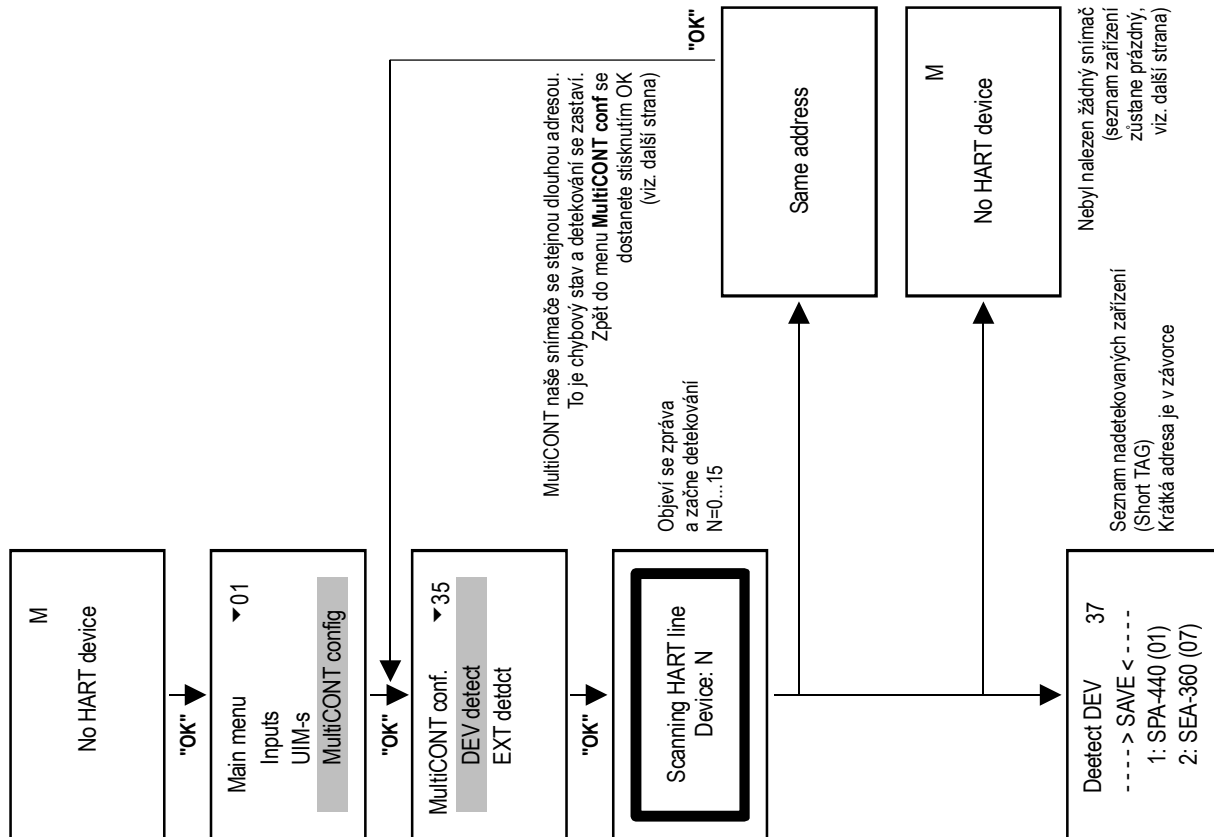 M
No HART device
"OK"
Main menu 01
Inputs
UIM-s
MultiCONT config
"OK"
MultiCONT conf. 35
DEV detect
EXT detdct
"OK"
Scanning HART line
Device: N
Objeví se zpráva
a začne detekování
N=0...15
MultiCONT naše snímače se stejnou dlouhou adresou.
To je chybový stav a detekování se zastaví.
Zpět do menu MultiCONT conf se
dostanete stisknutím OK
(viz. další strana)
"OK"
Same address
M
No HART device
Nebyl nalezen žádný snímač
(seznam zařízení
zůstane prázdný,
viz. další strana)
Deetect DEV 37
- - - - - > SAVE < - - - - -
1: SPA-440 (01)
2: SEA-360 (07)
Seznam nadetekovaných zařízení
(Short TAG)
Krátká adresa je v závorce